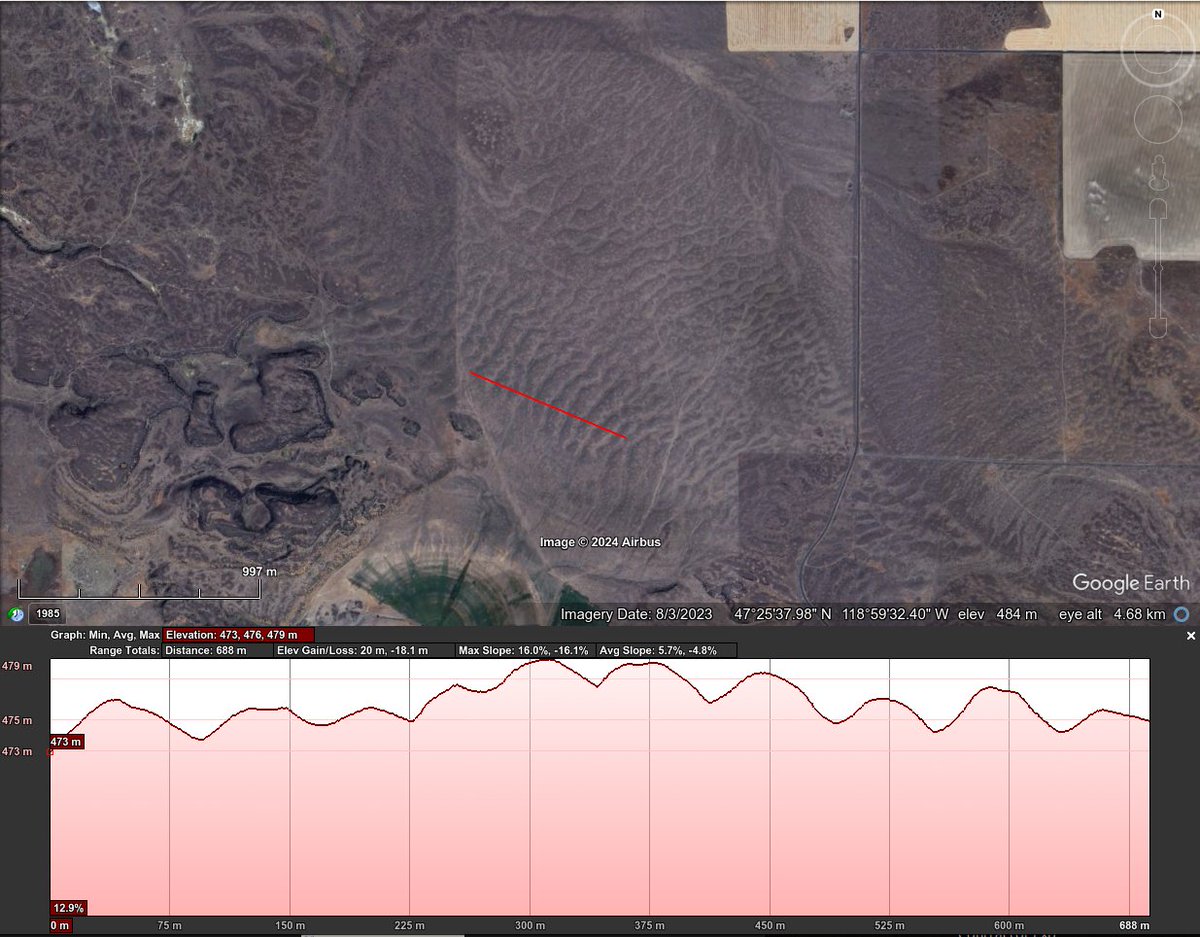 N
997 m
Image © 2024 Airbus
Google Earth
1985
Imagery Date: 8/3/2023 47°25'37.98" N 118°59'32.40" W elev 484 m eye alt 4.68 km
Graph: Min, Avg, Max Elevation: 473, 476, 479 m
Range Totals: Distance: 688 m Elev Gain/Loss: 20 m, -18.1 m Max Slope: 16.0%, -16.1% Avg Slope: 5.7%, -4.8%
479 m
475 m
473 m
473 m
12.9%
0 m 75 m 150 m 225 m 300 m 375 m 450 m 525 m 600 m 688 m